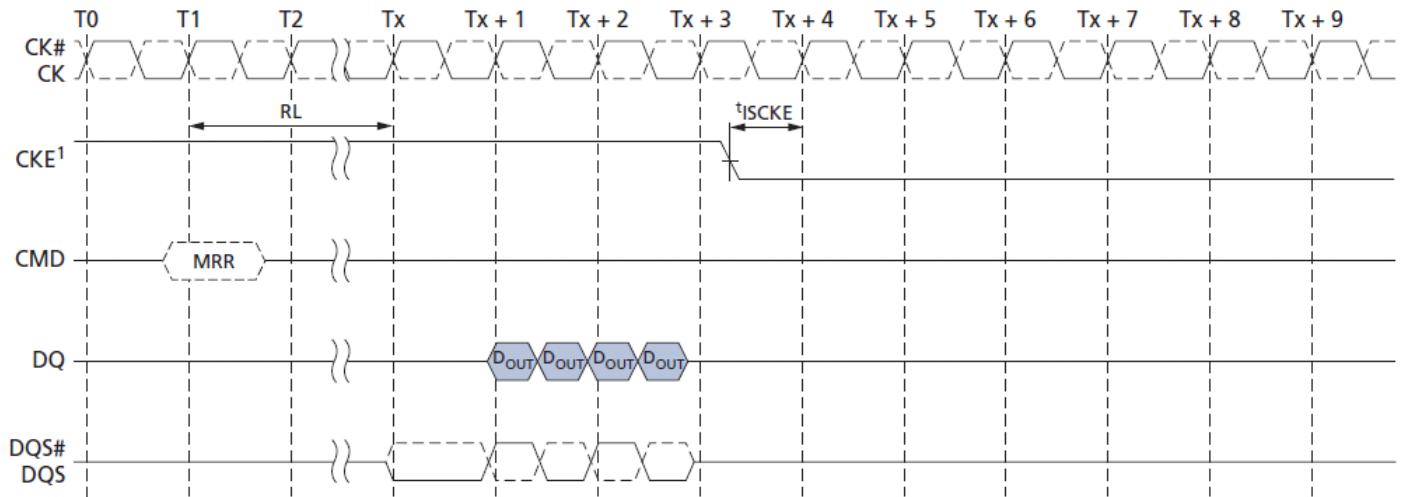 T0 T1 T2 Tx Tx + 1 Tx + 2 Tx + 3 Tx + 4 Tx + 5 Tx + 6 Tx + 7 Tx + 8 Tx + 9
CK#
CK
RL
tISCKE
CKE1
CMD MRR
DQ DOUT DOUT DOUT DOUT
DQS#
DQS